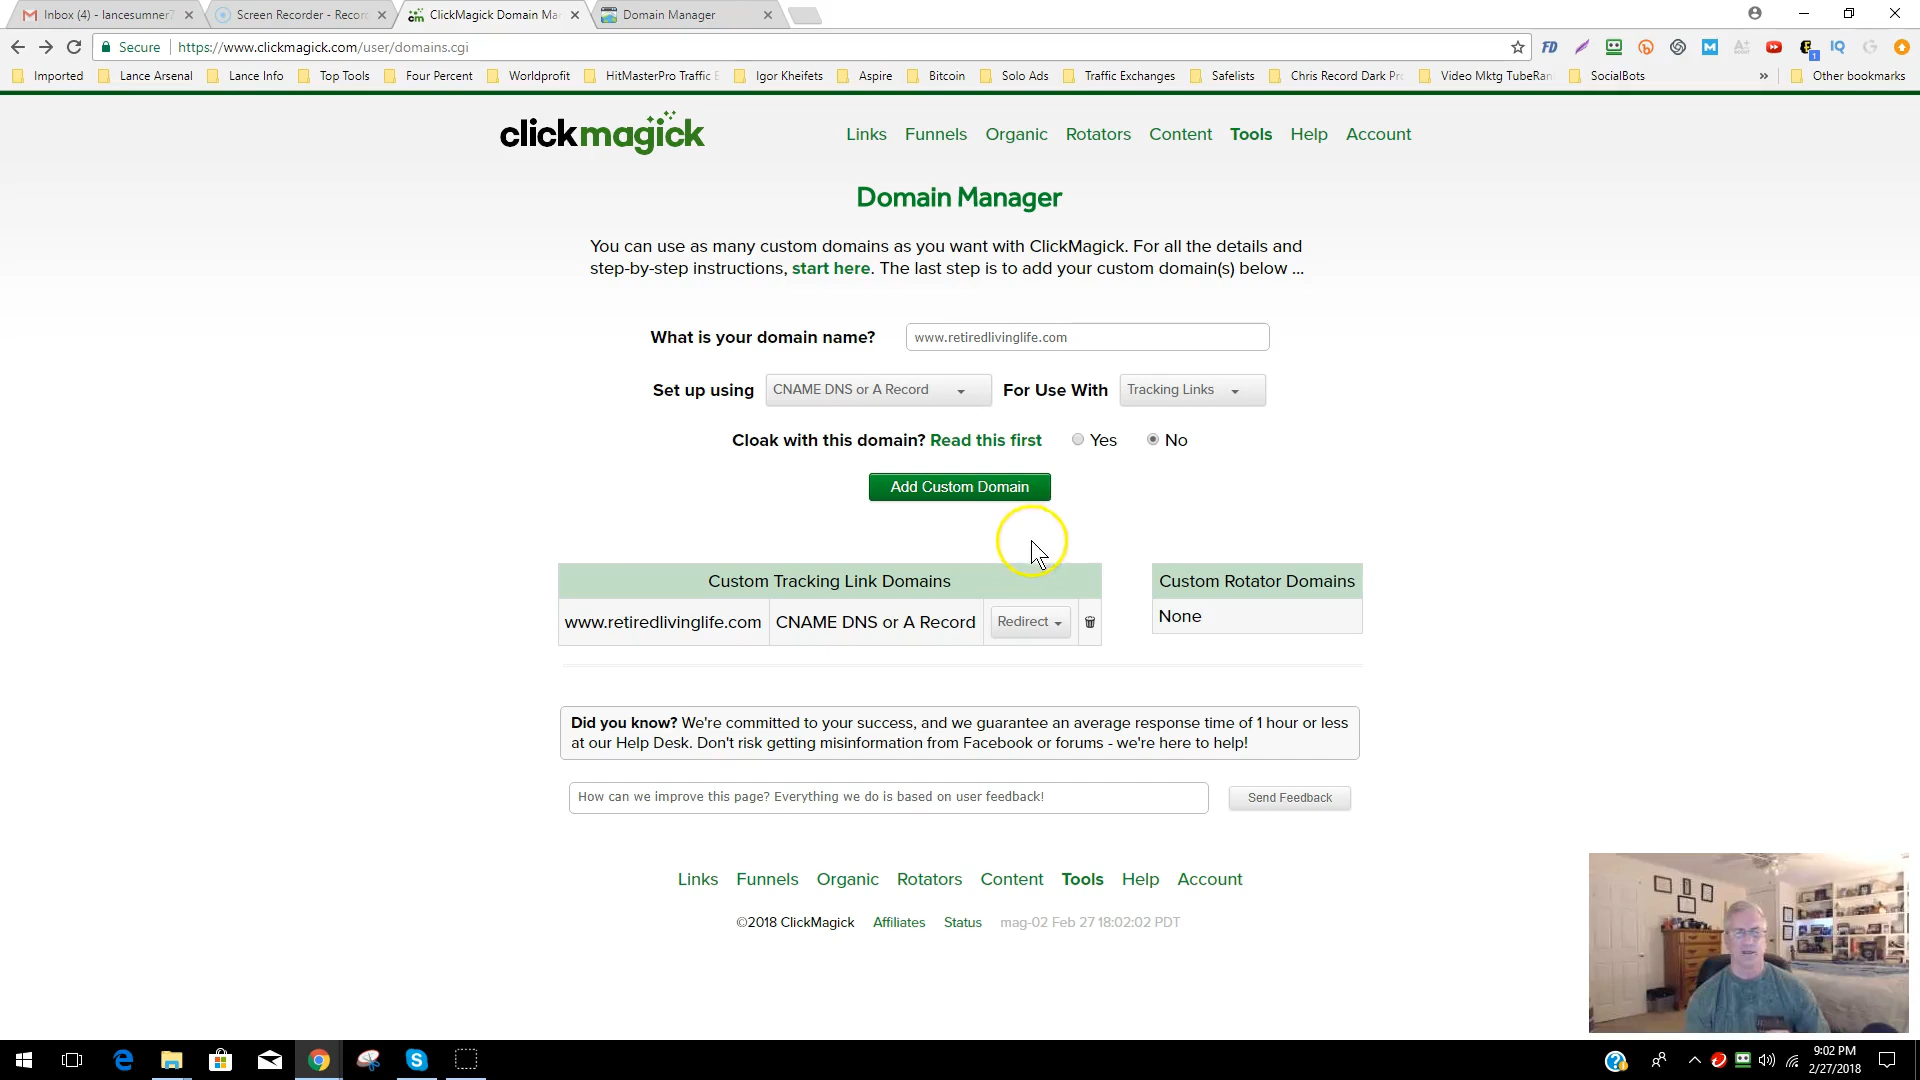 Inbox (4) - lancesumner7
Screen Recorder - Recor
ClickMagick Domain Ma
Domain Manager
Secure
https://www.clickmagick.com/user/domains.cgi
Imported
Lance Arsenal
Lance Info
Top Tools
Four Percent
Worldprofit
HitMasterPro Traffic E
Igor Kheifets
Aspire
Bitcoin
Solo Ads
Traffic Exchanges
Safelists
Chris Record Dark Pr
Video Mktg TubeRan
SocialBots
»
Other bookmarks
clickmagick
Links Funnels Organic Rotators Content Tools Help Account
Domain Manager
You can use as many custom domains as you want with ClickMagick. For all the details and
step-by-step instructions, start here. The last step is to add your custom domain(s) below ...
What is your domain name? www.retiredlivinglife.com
Set up using CNAME DNS or A Record For Use With Tracking Links
Cloak with this domain? Read this first Yes No
Add Custom Domain
Custom Tracking Link Domains
www.retiredlivinglife.com CNAME DNS or A Record Redirect
Custom Rotator Domains
None
Did you know? We're committed to your success, and we guarantee an average response time of 1 hour or less
at our Help Desk. Don't risk getting misinformation from Facebook or forums - we're here to help!
How can we improve this page? Everything we do is based on user feedback!
Send Feedback
Links Funnels Organic Rotators Content Tools Help Account
©2018 ClickMagick Affiliates Status mag-02 Feb 27 18:02:02 PDT
9:02 PM
2/27/2018